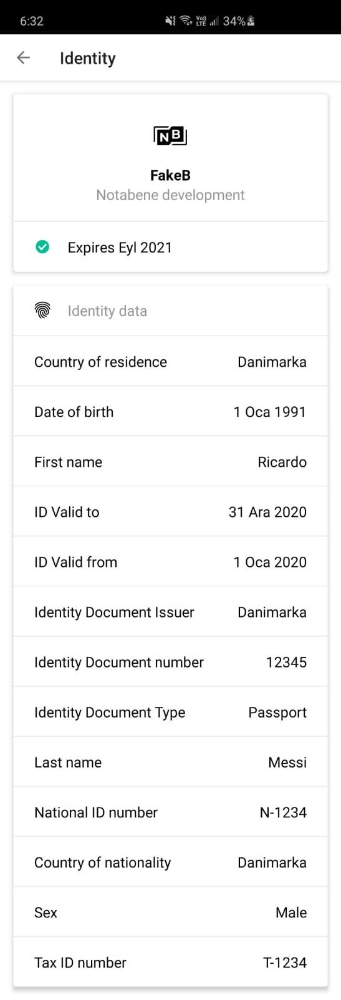 6:32
Vo)) LTE 34%
Identity
NB
FakeB
Notabene development
Expires Eyl 2021
Identity data
Country of residence Danimarka
Date of birth 1 Oca 1991
First name Ricardo
ID Valid to 31 Ara 2020
ID Valid from 1 Oca 2020
Identity Document Issuer Danimarka
Identity Document number 12345
Identity Document Type Passport
Last name Messi
National ID number N-1234
Country of nationality Danimarka
Sex Male
Tax ID number T-1234